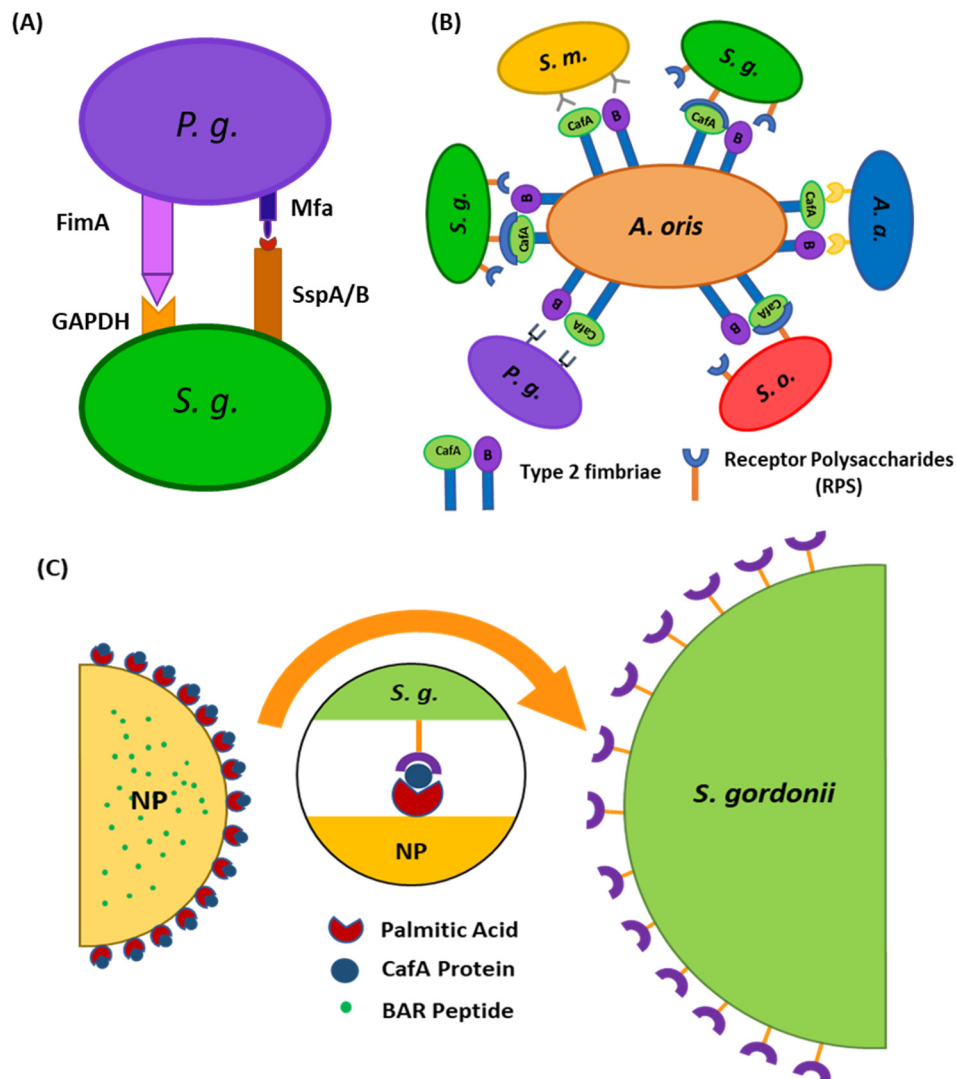 (A)
P. g.
FimA
Mfa
GAPDH
SspA/B
S. g.
(B)
S. m.
S. g.
CafA
B
CafA
B
S. g.
B
CafA
A. oris
CafA
B
A. a.
B
CafA
P. g.
B
CafA
S. o.
CafA
B
Type 2 fimbriae
Receptor Polysaccharides
(RPS)
(C)
NP
S. g.
NP
S. gordonii
Palmitic Acid
CafA Protein
BAR Peptide